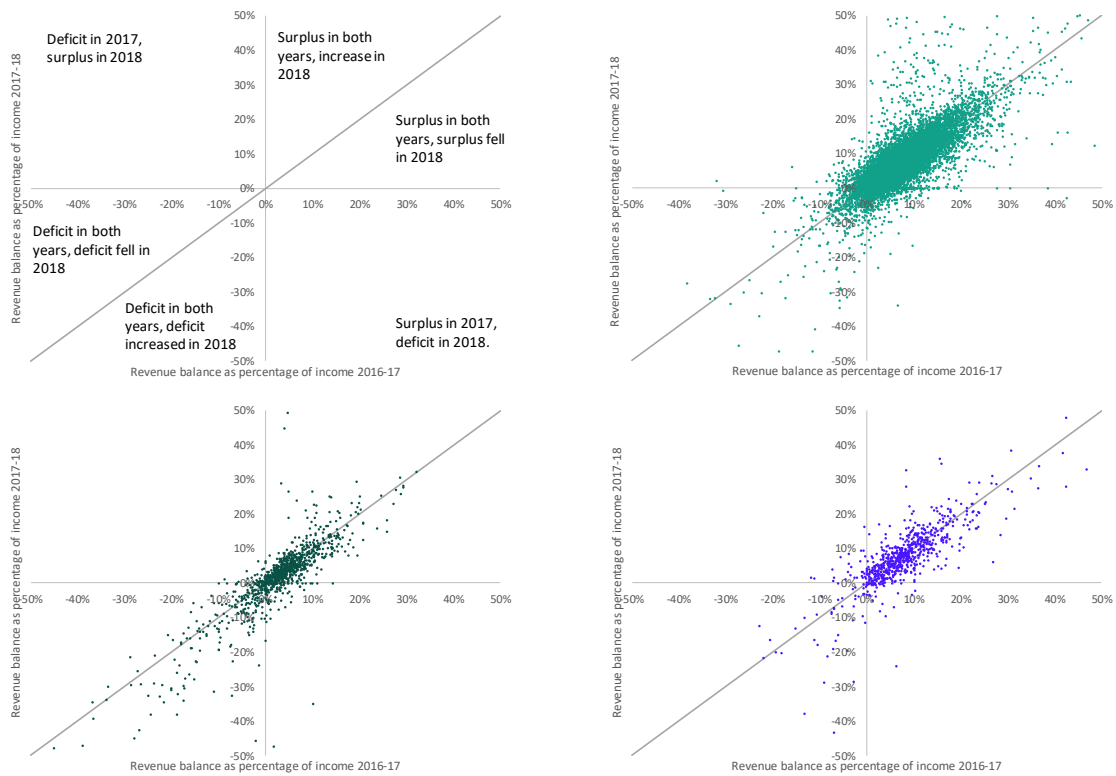 Revenue balance as percentage of income 2017-18
50%
40%
30%
20%
10%
0%
-50% -40% -30% -20% -10% 0% 10% 20% 30% 40% 50%
-10%
-20%
-30%
-40%
-50%
Deficit in 2017,
surplus in 2018
Surplus in both
years, increase in
2018
Surplus in both
years, surplus fell
in 2018
Deficit in both
years, deficit fell in
2018
Deficit in both
years, deficit
increased in 2018
Surplus in 2017,
deficit in 2018.
Revenue balance as percentage of income 2016-17
Revenue balance as percentage of income 2017-18
50%
40%
30%
20%
10%
0%
-50% -40% -30% -20% -10% 0% 10% 20% 30% 40% 50%
-10%
-20%
-30%
-40%
-50%
Revenue balance as percentage of income 2016-17
Revenue balance as percentage of income 2017-18
50%
40%
30%
20%
10%
0%
-50% -40% -30% -20% -10% 0% 10% 20% 30% 40% 50%
-10%
-20%
-30%
-40%
-50%
Revenue balance as percentage of income 2016-17
Revenue balance as percentage of income 2017-18
50%
40%
30%
20%
10%
0%
-50% -40% -30% -20% -10% 0% 10% 20% 30% 40% 50%
-10%
-20%
-30%
-40%
-50%
Revenue balance as percentage of income 2016-17